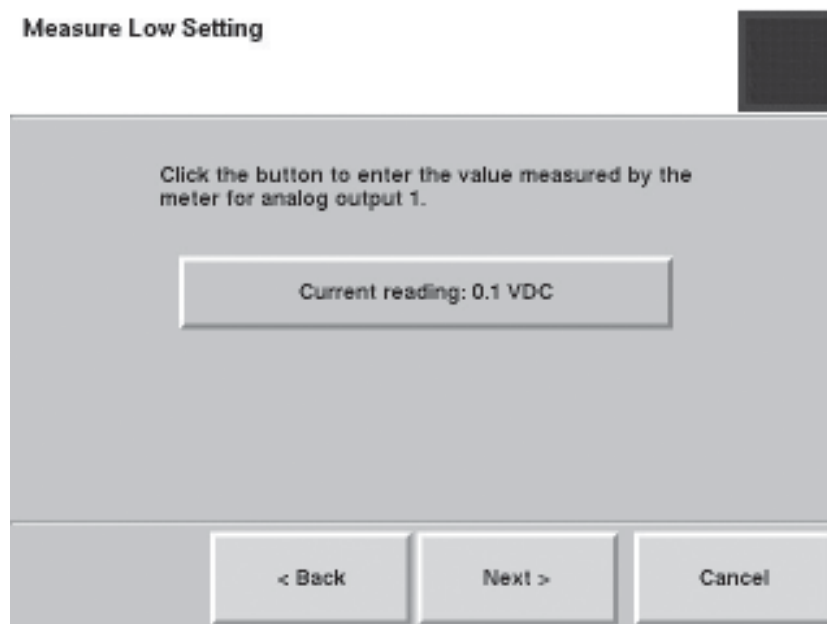 Measure Low Setting
Click the button to enter the value measured by the
meter for analog output 1.
Current reading: 0.1 VDC
< Back
Next >
Cancel